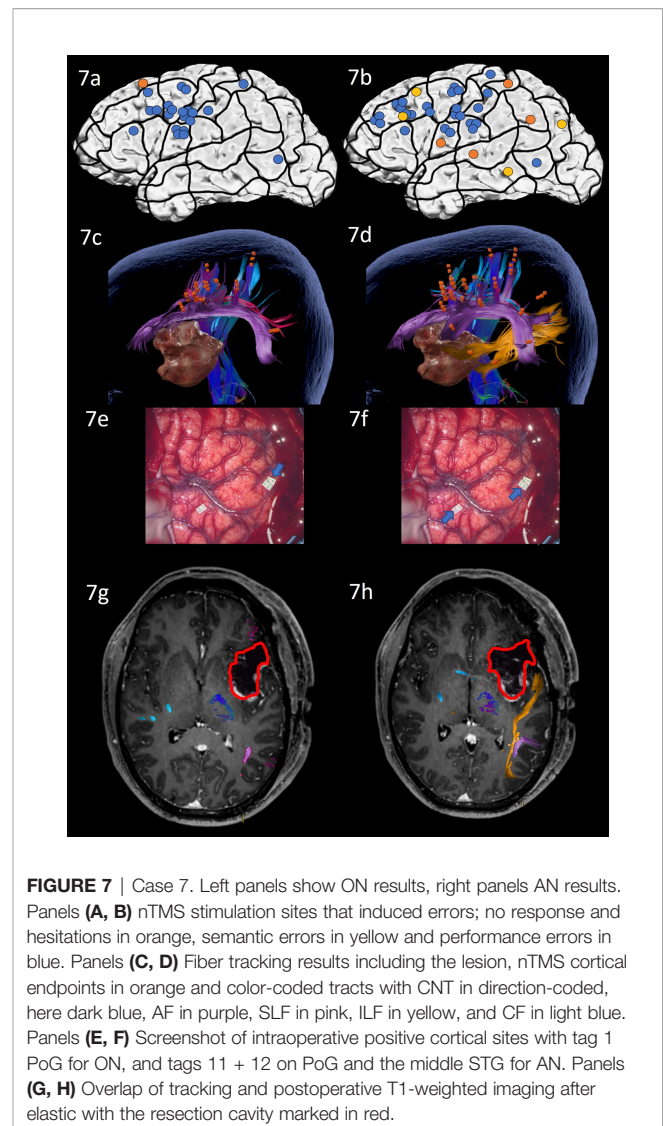 7a
7b
7c
7d
7e
7f
7g
7h
FIGURE 7 | Case 7. Left panels show ON results, right panels AN results.
Panels (A, B) nTMS stimulation sites that induced errors; no response and
hesitations in orange, semantic errors in yellow and performance errors in
blue. Panels (C, D) Fiber tracking results including the lesion, nTMS cortical
endpoints in orange and color-coded tracts with CNT in direction-coded,
here dark blue, AF in purple, SLF in pink, ILF in yellow, and CF in light blue.
Panels (E, F) Screenshot of intraoperative positive cortical sites with tag 1
PoG for ON, and tags 11 + 12 on PoG and the middle STG for AN. Panels
(G, H) Overlap of tracking and postoperative T1-weighted imaging after
elastic with the resection cavity marked in red.